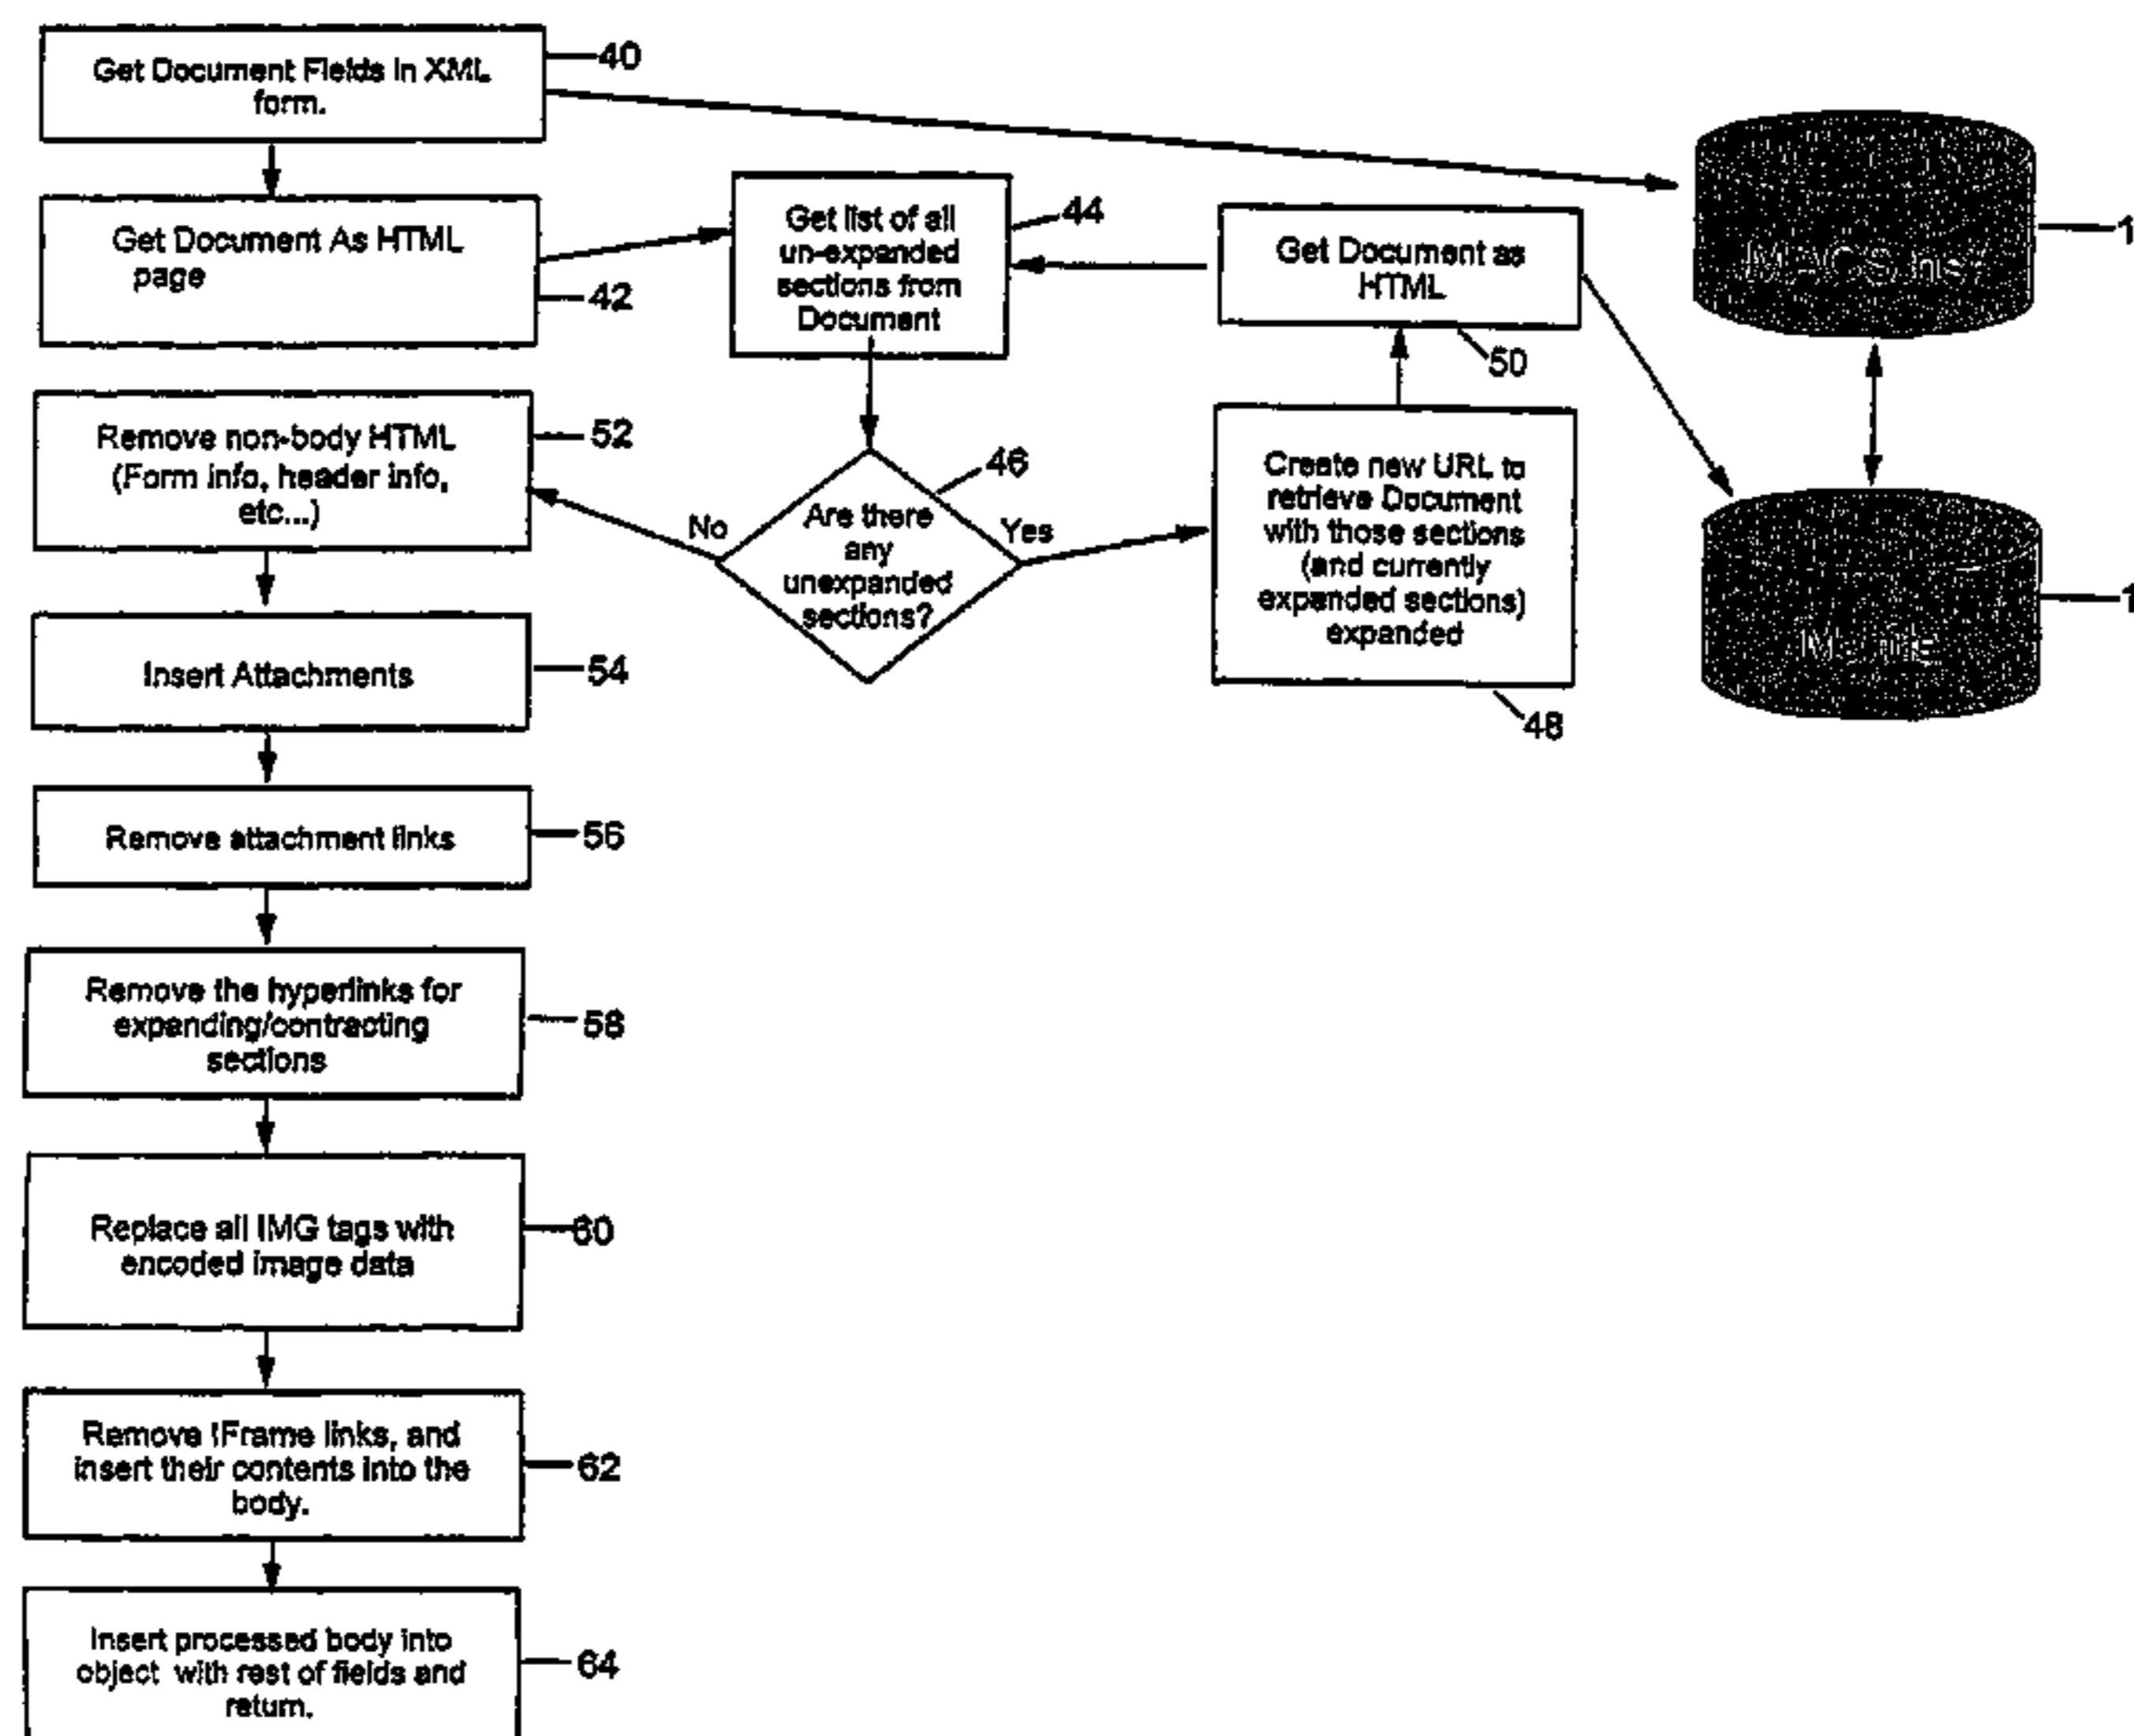 Get Document Fields in XML
form.
40
Get Document As HTML
page
42
Get list of all
un-expanded
sections from
Document
44
Get Document as
HTML
50
Remove non-body HTML
(Form info, header info,
etc...)
52
Are there
any
unexpanded
sections?
46
No
Yes
Create new URL to
retrieve Document
with those sections
(and currently
expanded sections)
expanded
48
Insert Attachments
54
Remove attachment links
56
Remove the hyperlinks for
expanding/contracting
sections
58
Replace all IMG tags with
encoded image data
60
Remove IFrame links, and
insert their contents into the
body.
62
Insert processed body into
object with rest of fields and
return.
64